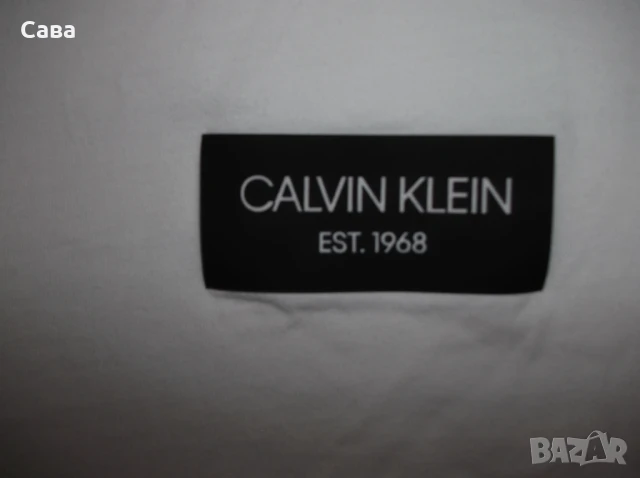 Сава
CALVIN KLEIN
EST. 1968
BAZAR